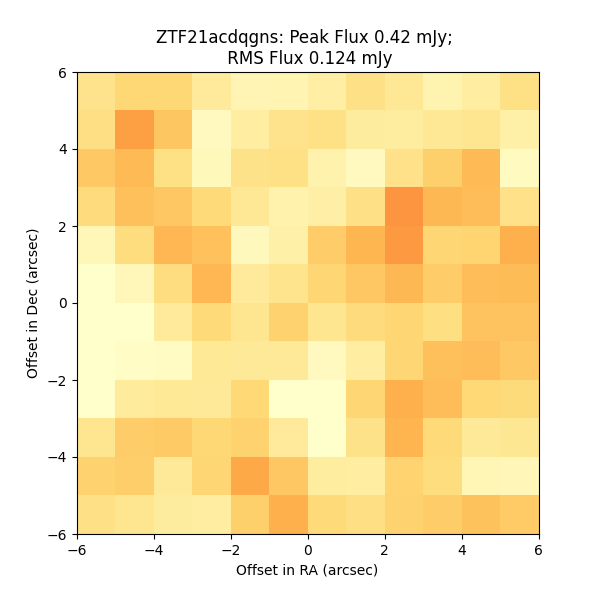 ZTF21acdqgns: Peak Flux 0.42 mJy;
RMS Flux 0.124 mJy
6
4
2
0
−2
−4
−6
Offset in Dec (arcsec)
−6 −4 −2 0 2 4 6
Offset in RA (arcsec)